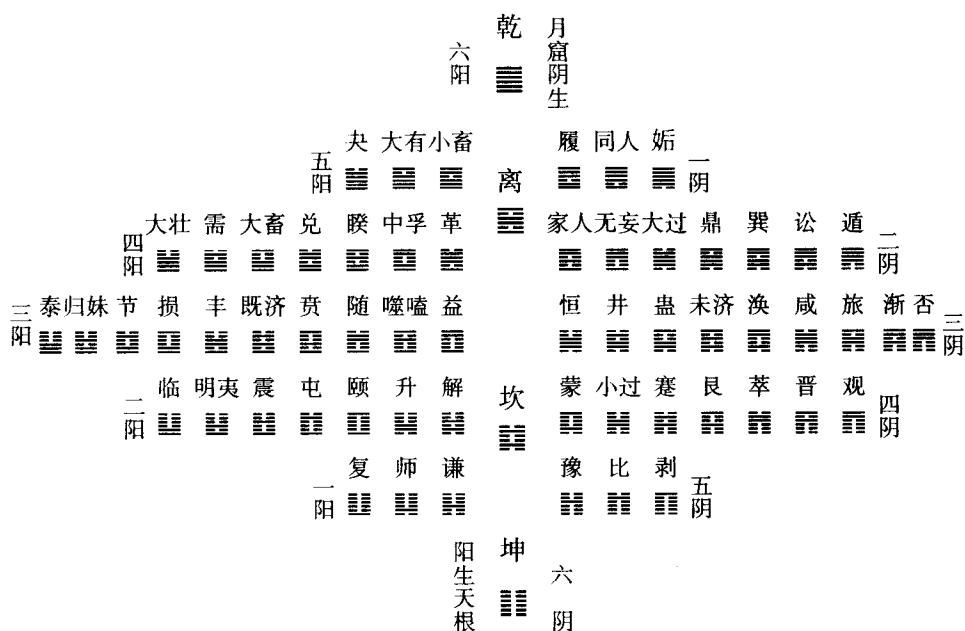 乾
月窟阴生
六阳
夬 大有 小畜
履 同人 姤
五阳
离
一阴
大壮 需 大畜 兑 睽 中孚 革
家人 无妄 大过 鼎 巽 讼 遁
四阳
二阴
泰 归妹 节 损 丰 既济 贲 随 噬嗑 益
恒 井 蛊 未济 涣 咸 旅 渐 否
三阳
三阴
临 明夷 震 屯 颐 升 解
蒙 小过 蹇 艮 萃 晋 观
二阳
坎
四阴
复 师 谦
豫 比 剥
一阳
五阴
阳生天根
坤
六阴